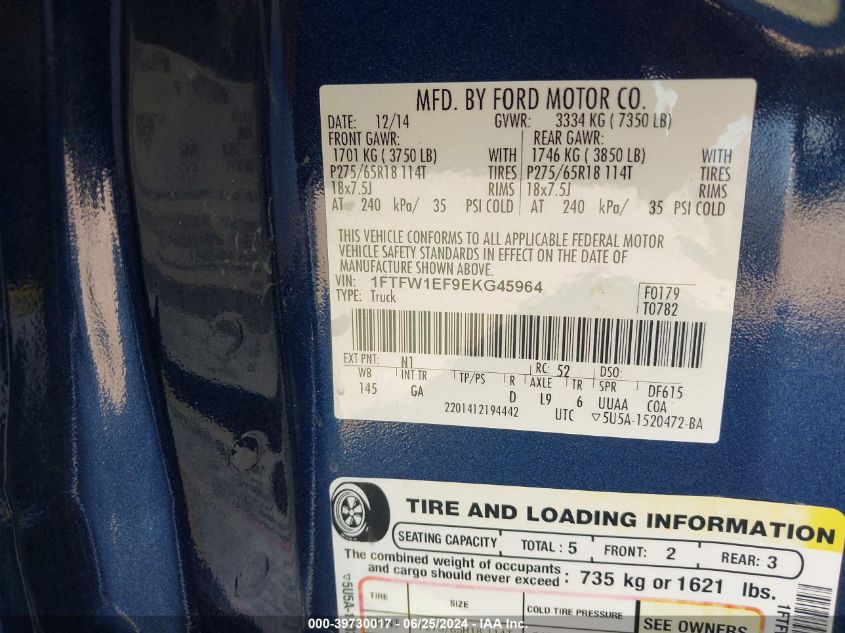 MFD. BY FORD MOTOR CO.
DATE: 12/14 GVWR: 3334 KG ( 7350 LB)
FRONT GAWR: REAR GAWR:
1701 KG ( 3750 LB) WITH 1746 KG ( 3850 LB) WITH
P275/65R18 114T TIRES P275/65R18 114T TIRES
18x7.5J RIMS 18x7.5J RIMS
AT 240 kPa/ 35 PSI COLD AT 240 kPa/ 35 PSI COLD
THIS VEHICLE CONFORMS TO ALL APPLICABLE FEDERAL MOTOR
VEHICLE SAFETY STANDARDS IN EFFECT ON THE DATE OF
MANUFACTURE SHOWN ABOVE.
VIN: 1FTFW1EF9EKG45964
TYPE: Truck
F0179
T0782
EXT PNT: N1 RC: 52 DSO:
WB INT TR TP/PS R AXLE TR SPR DF615
145 GA D L9 6 UUAA COA
2201412194442 UTC ▽5U5A-1520472-BA
TIRE AND LOADING INFORMATION
SEATING CAPACITY TOTAL : 5 FRONT: 2 REAR: 3
The combined weight of occupants
and cargo should never exceed : 735 kg or 1621 lbs.
TIRE SIZE COLD TIRE PRESSURE SEE OWNERS
▽5U5A
1FTF
000-39730017 - 06/25/2024 - IAA Inc.